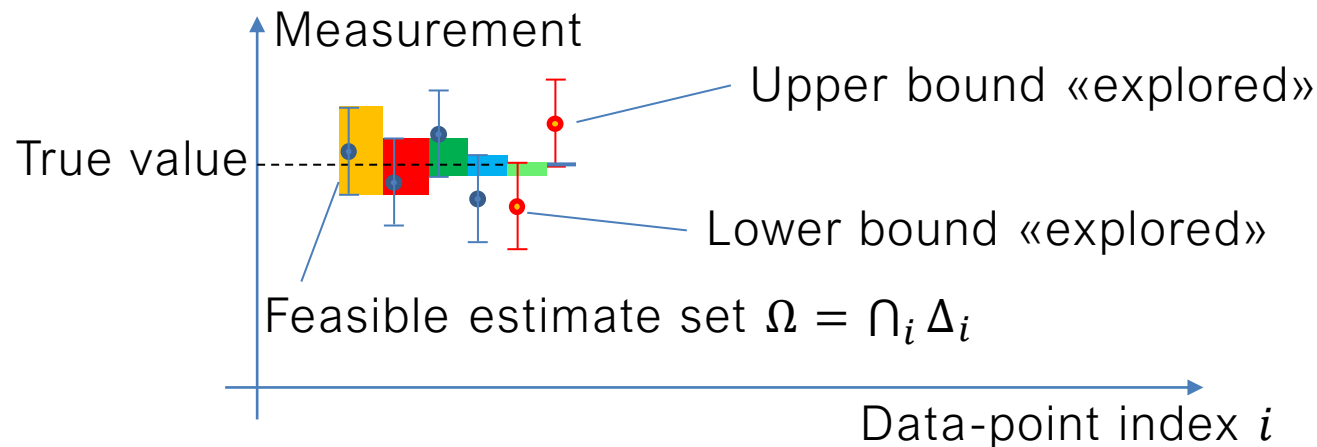 Measurement
Upper bound «explored»
True value
Lower bound «explored»
Feasible estimate set Ω = ⋂ᵢ Δᵢ
Data-point index i